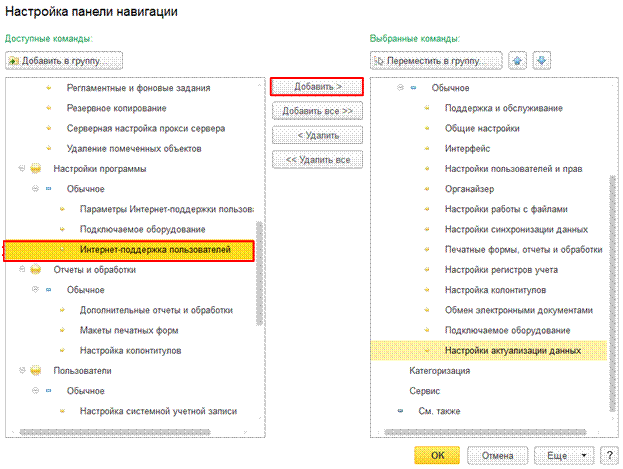 Настройка панели навигации
Доступные команды:
Добавить в группу
Регламентные и фоновые задания
Резервное копирование
Серверная настройка прокси сервера
Удаление помеченных объектов
Настройки программы
Обычное
Параметры Интернет-поддержки пользов
Подключаемое оборудование
Интернет-поддержка пользователей
Отчеты и обработки
Обычное
Дополнительные отчеты и обработки
Макеты печатных форм
Настройка колонтитулов
Пользователи
Обычное
Настройка системной учетной записи
Добавить >
Добавить все >>
< Удалить
<< Удалить все
Выбранные команды:
Переместить в группу
Обычное
Поддержка и обслуживание
Общие настройки
Интерфейс
Настройки пользователей и прав
Органайзер
Настройки работы с файлами
Настройки синхронизации данных
Печатные формы, отчеты и обработки
Настройки регистров учета
Настройка колонтитулов
Обмен электронными документами
Подключаемое оборудование
Настройки актуализации данных
Категоризация
Сервис
См. также
ОК
Отмена
Еще
?